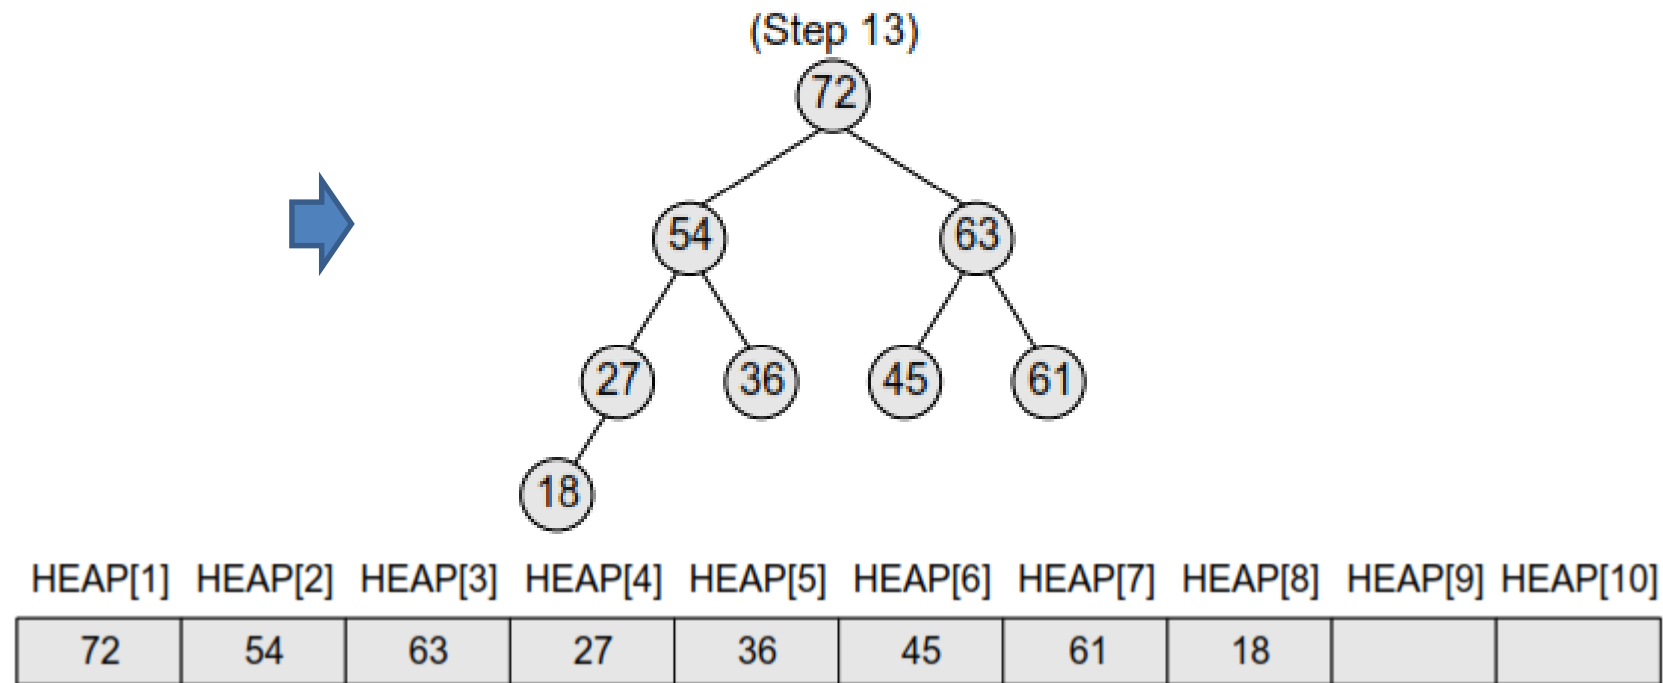 (Step 13)
72
54 63
27 36 45 61
18
HEAP[1] HEAP[2] HEAP[3] HEAP[4] HEAP[5] HEAP[6] HEAP[7] HEAP[8] HEAP[9] HEAP[10]
72 54 63 27 36 45 61 18